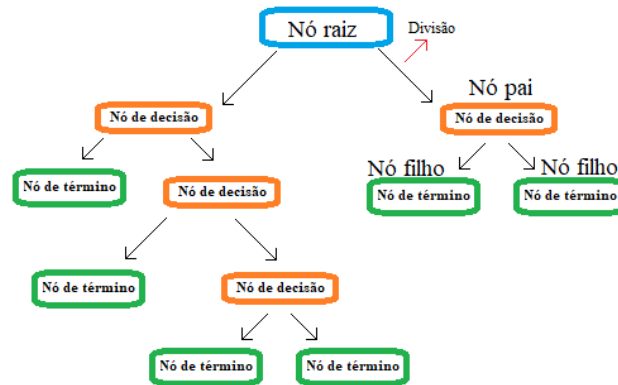 Nó raiz
Divisão
Nó pai
Nó de decisão
Nó de decisão
Nó filho
Nó filho
Nó de término
Nó de decisão
Nó de término
Nó de término
Nó de término
Nó de decisão
Nó de término
Nó de término